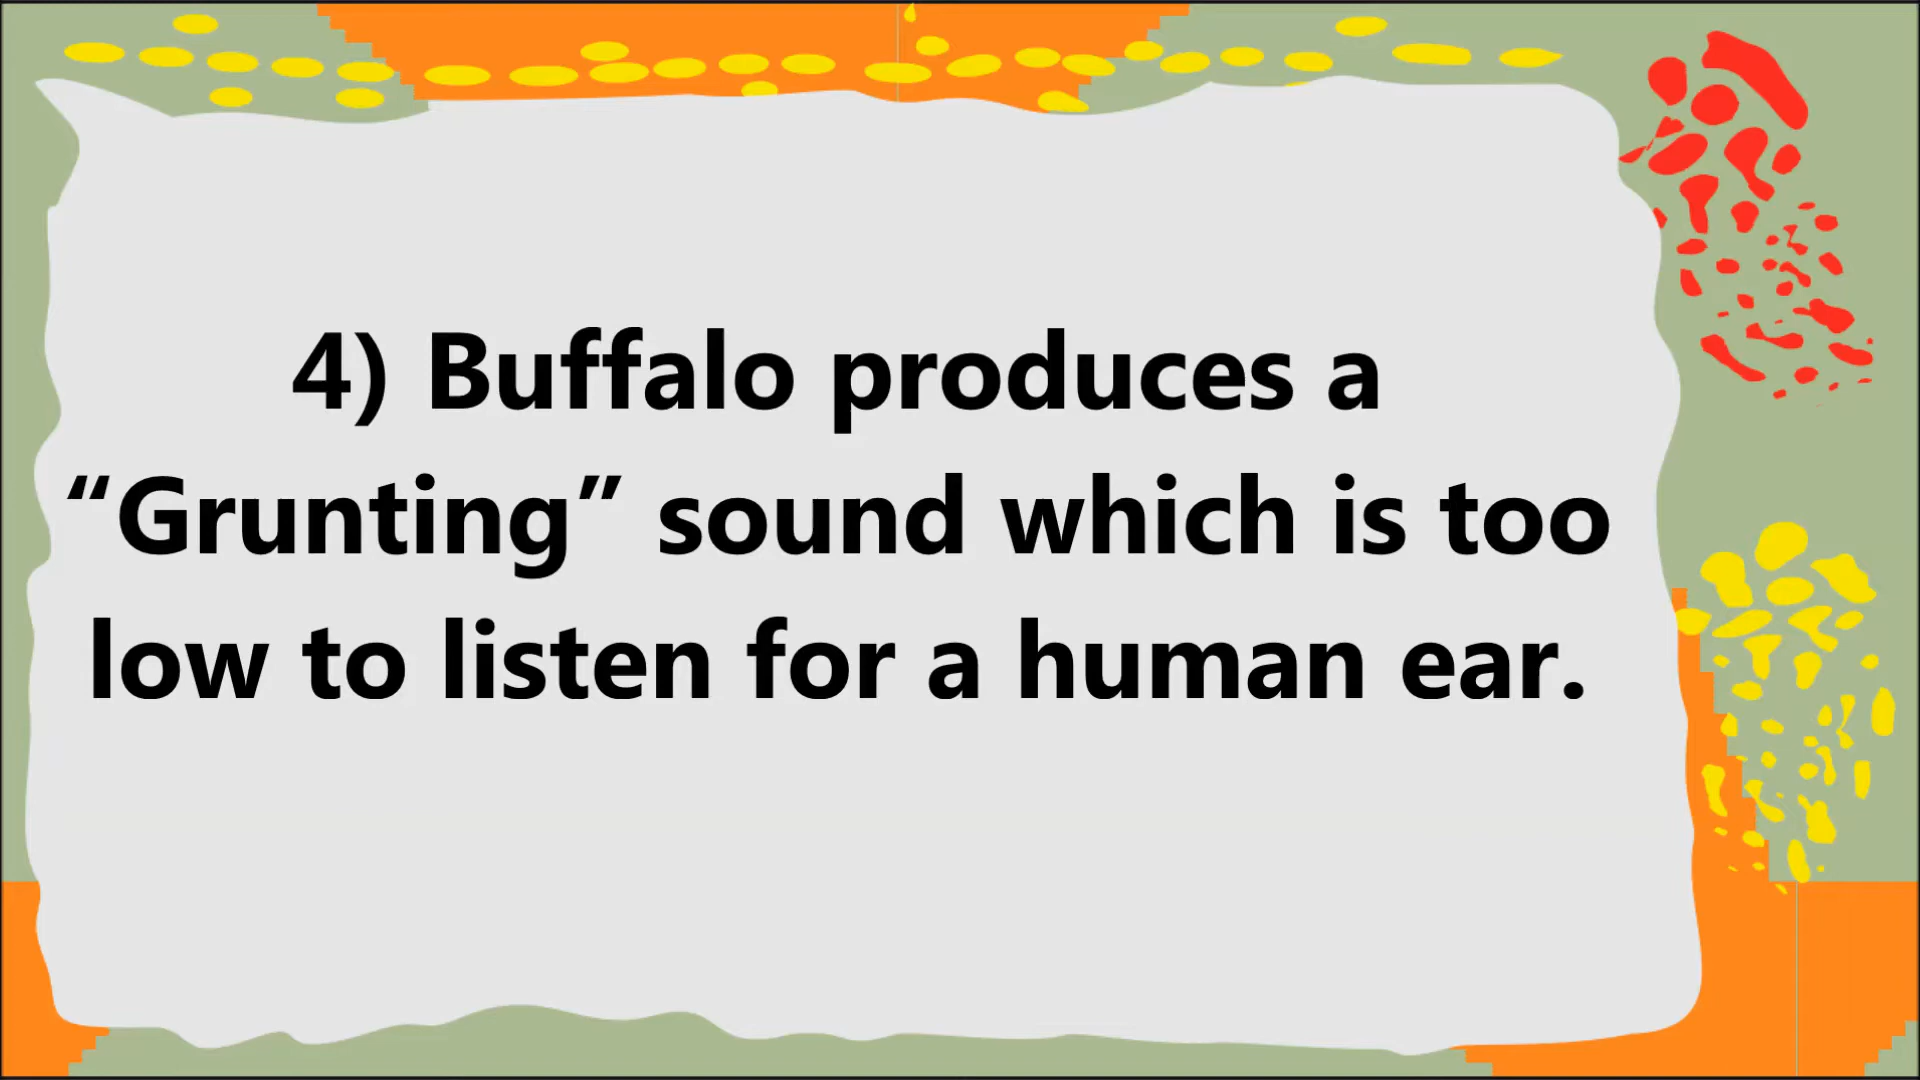 4) Buffalo produces a
“Grunting” sound which is too
low to listen for a human ear.